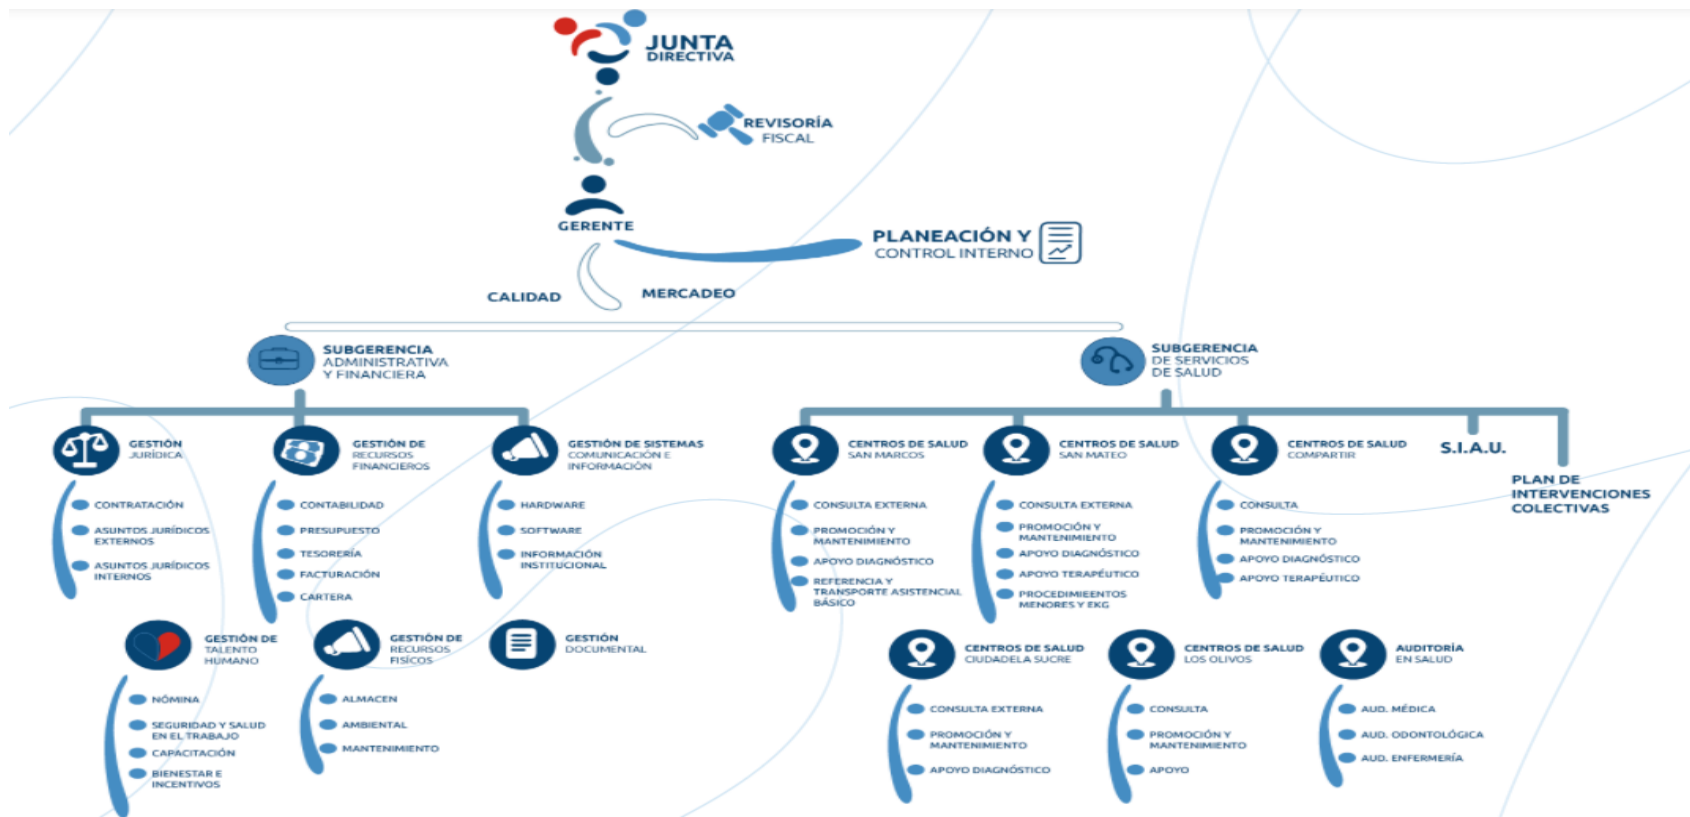 JUNTA
DIRECTIVA
REVISORÍA
FISCAL
GERENTE
PLANEACIÓN Y
CONTROL INTERNO
CALIDAD
MERCADEO
SUBGERENCIA
ADMINISTRATIVA
Y FINANCIERA
SUBGERENCIA
DE SERVICIOS
DE SALUD
GESTIÓN
JURÍDICA
CONTRATACIÓN
ASUNTOS JURÍDICOS
EXTERNOS
ASUNTOS JURÍDICOS
INTERNOS
GESTIÓN DE
RECURSOS
FINANCIEROS
CONTABILIDAD
PRESUPUESTO
TESORERÍA
FACTURACIÓN
CARTERA
GESTIÓN DE SISTEMAS
COMUNICACIÓN E
INFORMACIÓN
HARDWARE
SOFTWARE
INFORMACIÓN
INSTITUCIONAL
CENTROS DE SALUD
SAN MARCOS
CONSULTA EXTERNA
PROMOCIÓN Y
MANTENIMIENTO
APOYO DIAGNÓSTICO
REFERENCIA Y
TRANSPORTE ASISTENCIAL
BÁSICO
CENTROS DE SALUD
SAN MATEO
CONSULTA EXTERNA
PROMOCIÓN Y
MANTENIMIENTO
APOYO DIAGNÓSTICO
APOYO TERAPÉUTICO
PROCEDIMIEENTOS
MENORES Y EKG
CENTROS DE SALUD
COMPARTIR
CONSULTA
PROMOCIÓN Y
MANTENIMIENTO
APOYO DIAGNÓSTICO
APOYO TERAPÉUTICO
S.I.A.U.
PLAN DE
INTERVENCIONES
COLECTIVAS
GESTIÓN DE
TALENTO
HUMANO
NÓMINA
SEGURIDAD Y SALUD
EN EL TRABAJO
CAPACITACIÓN
BIENESTAR E
INCENTIVOS
GESTIÓN DE
RECURSOS
FISÍCOS
ALMACEN
AMBIENTAL
MANTENIMIENTO
GESTIÓN
DOCUMENTAL
CENTROS DE SALUD
CIUDADELA SUCRE
CONSULTA EXTERNA
PROMOCIÓN Y
MANTENIMIENTO
APOYO DIAGNÓSTICO
CENTROS DE SALUD
LOS OLIVOS
CONSULTA
PROMOCIÓN Y
MANTENIMIENTO
APOYO
AUDITORÍA
EN SALUD
AUD. MÉDICA
AUD. ODONTOLÓGICA
AUD. ENFERMERÍA